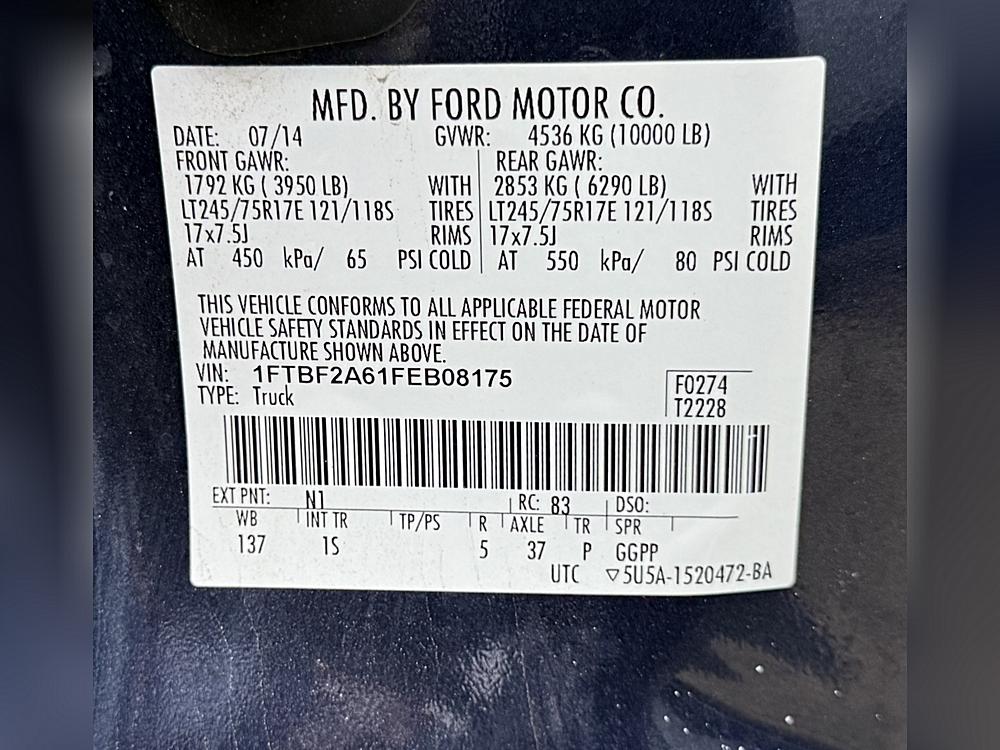 MFD. BY FORD MOTOR CO.
DATE: 07/14 GVWR: 4536 KG (10000 LB)
FRONT GAWR: REAR GAWR:
1792 KG ( 3950 LB) WITH 2853 KG ( 6290 LB) WITH
LT245/75R17E 121/118S TIRES LT245/75R17E 121/118S TIRES
17x7.5J RIMS 17x7.5J RIMS
AT 450 kPa/ 65 PSI COLD AT 550 kPa/ 80 PSI COLD
THIS VEHICLE CONFORMS TO ALL APPLICABLE FEDERAL MOTOR
VEHICLE SAFETY STANDARDS IN EFFECT ON THE DATE OF
MANUFACTURE SHOWN ABOVE.
VIN: 1FTBF2A61FEB08175 F0274
TYPE: Truck T2228
EXT PNT: N1 RC: 83 DSO:
WB INT TR TP/PS R AXLE TR SPR
137 1S 5 37 P GGPP
UTC ▽5U5A-1520472-BA